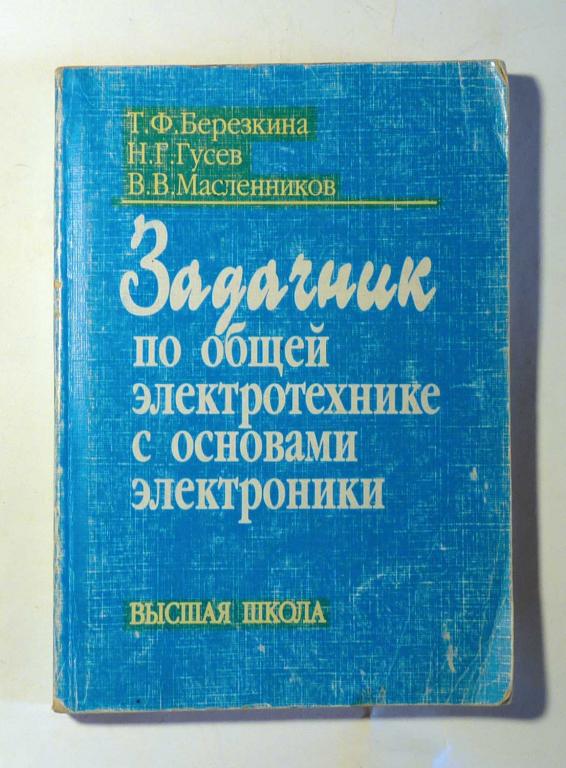 Т.Ф.Березкина
Н.Г.Гусев
В.В.Масленников
Задачник
по общей
электротехнике
с основами
электроники
ВЫСШАЯ ШКОЛА